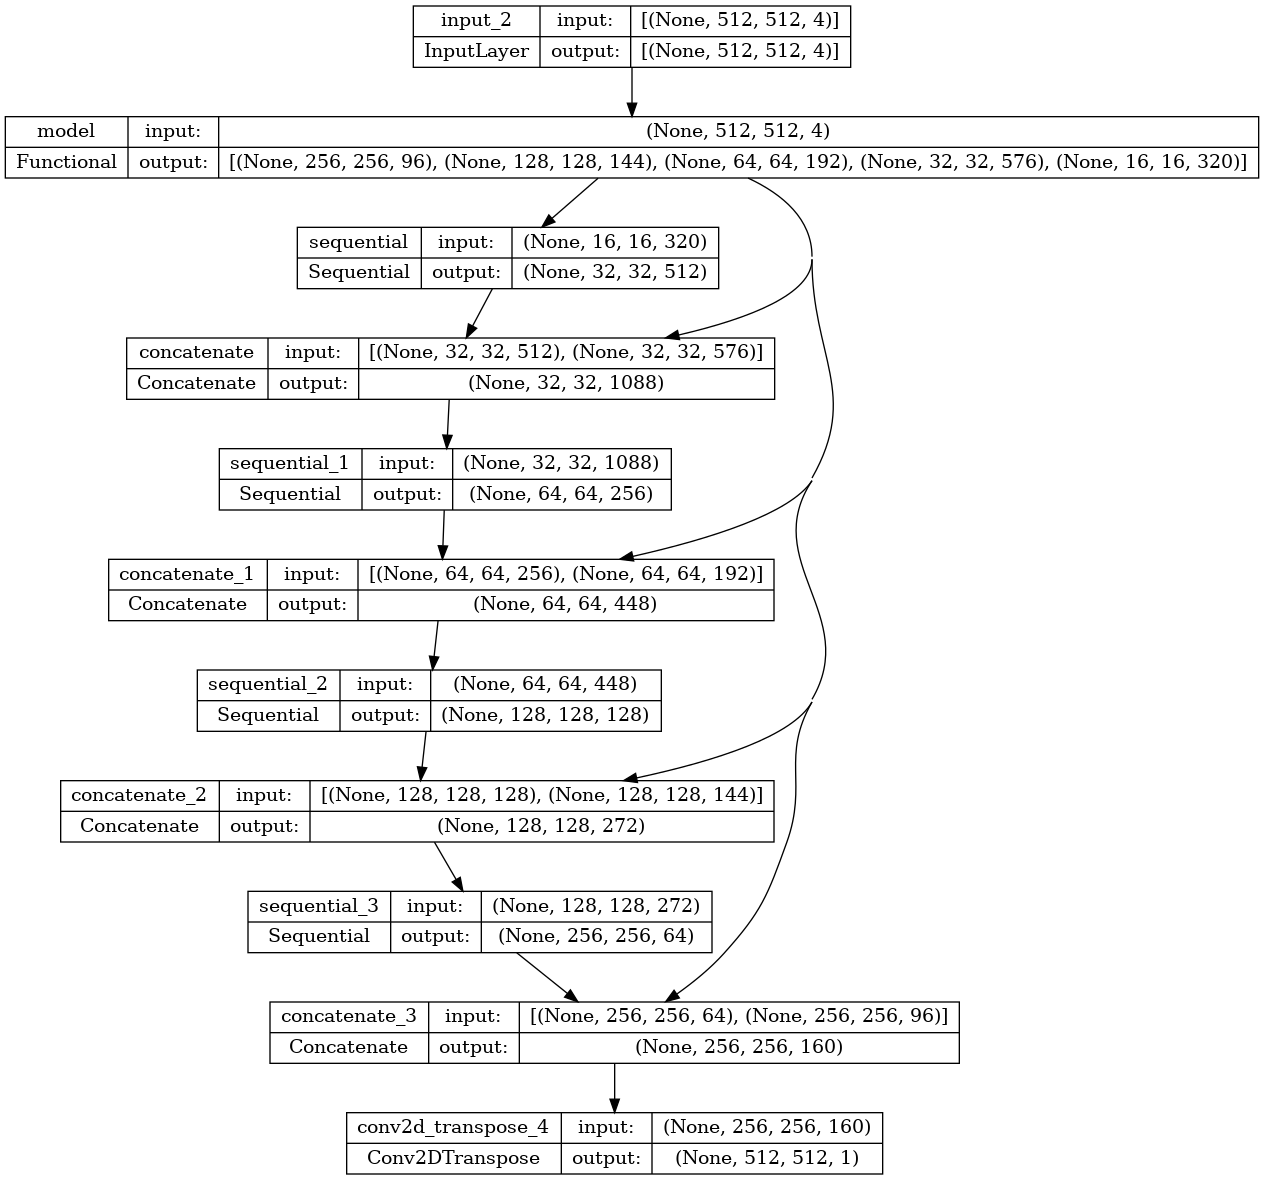 input_2 input: [(None, 512, 512, 4)]
InputLayer output: [(None, 512, 512, 4)]
model input: (None, 512, 512, 4)
Functional output: [(None, 256, 256, 96), (None, 128, 128, 144), (None, 64, 64, 192), (None, 32, 32, 576), (None, 16, 16, 320)]
sequential input: (None, 16, 16, 320)
Sequential output: (None, 32, 32, 512)
concatenate input: [(None, 32, 32, 512), (None, 32, 32, 576)]
Concatenate output: (None, 32, 32, 1088)
sequential_1 input: (None, 32, 32, 1088)
Sequential output: (None, 64, 64, 256)
concatenate_1 input: [(None, 64, 64, 256), (None, 64, 64, 192)]
Concatenate output: (None, 64, 64, 448)
sequential_2 input: (None, 64, 64, 448)
Sequential output: (None, 128, 128, 128)
concatenate_2 input: [(None, 128, 128, 128), (None, 128, 128, 144)]
Concatenate output: (None, 128, 128, 272)
sequential_3 input: (None, 128, 128, 272)
Sequential output: (None, 256, 256, 64)
concatenate_3 input: [(None, 256, 256, 64), (None, 256, 256, 96)]
Concatenate output: (None, 256, 256, 160)
conv2d_transpose_4 input: (None, 256, 256, 160)
Conv2DTranspose output: (None, 512, 512, 1)